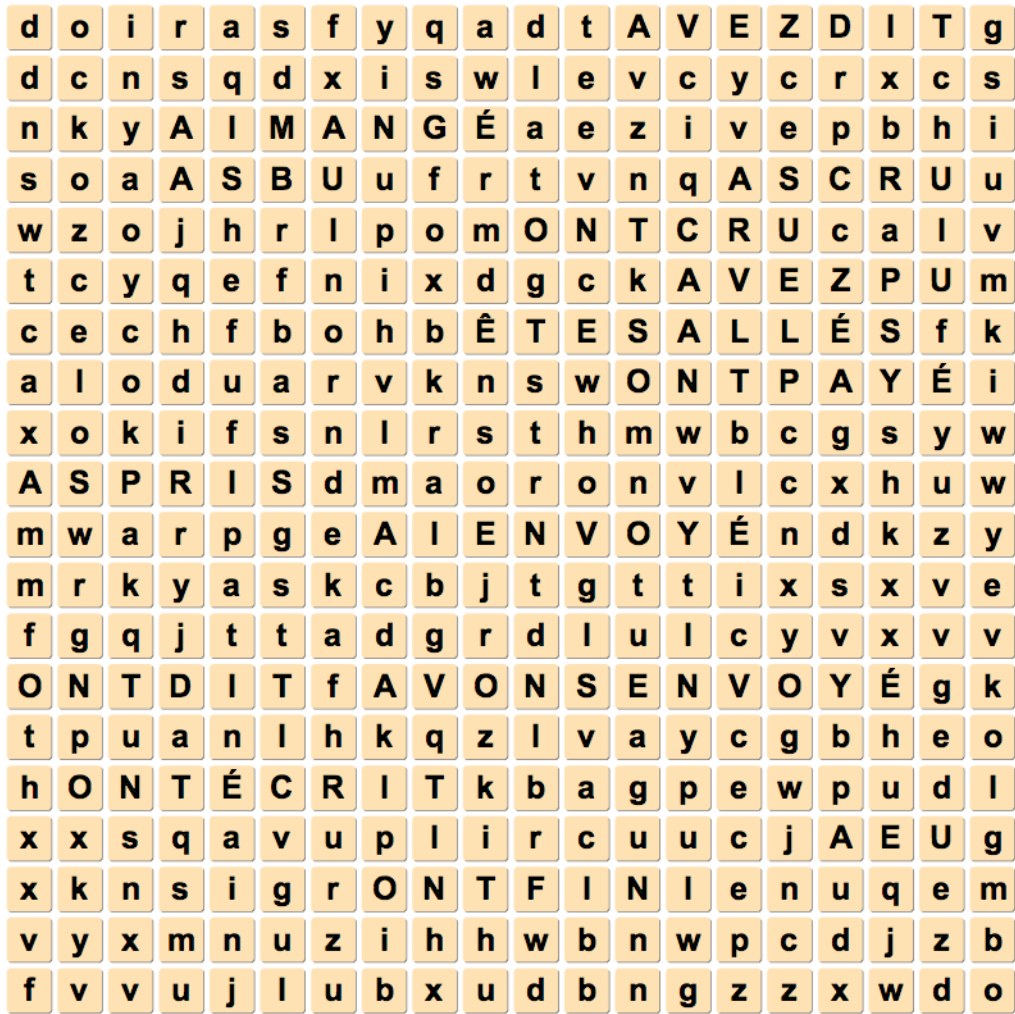 d o i r a s f y q a d t A V E Z D I T g
d c n s q d x i s w l e v c y c r x c s
n k y A I M A N G É a e z i v e p b h i
s o a A S B U u f r t v n q A S C R U u
w z o j h r l p o m O N T C R U c a l v
t c y q e f n i x d g c k A V E Z P U m
c e c h f b o h b Ê T E S A L L É S f k
a l o d u a r v k n s w O N T P A Y É i
x o k i f s n l r s t h m w b c g s y w
A S P R I S d m a o r o n v l c x h u w
m w a r p g e A I E N V O Y É n d k z y
m r k y a s k c b j t g t t i x s x v e
f g q j t t a d g r d l u l c y v x v v
O N T D I T f A V O N S E N V O Y É g k
t p u a n l h k q z l v a y c g b h e o
h O N T É C R I T k b a g p e w p u d l
x x s q a v u p l i r c u u c j A E U g
x k n s i g r O N T F I N I e n u q e m
v y x m n u z i h h w b n w p c d j z b
f v v u j l u b x u d b n g z z x w d o